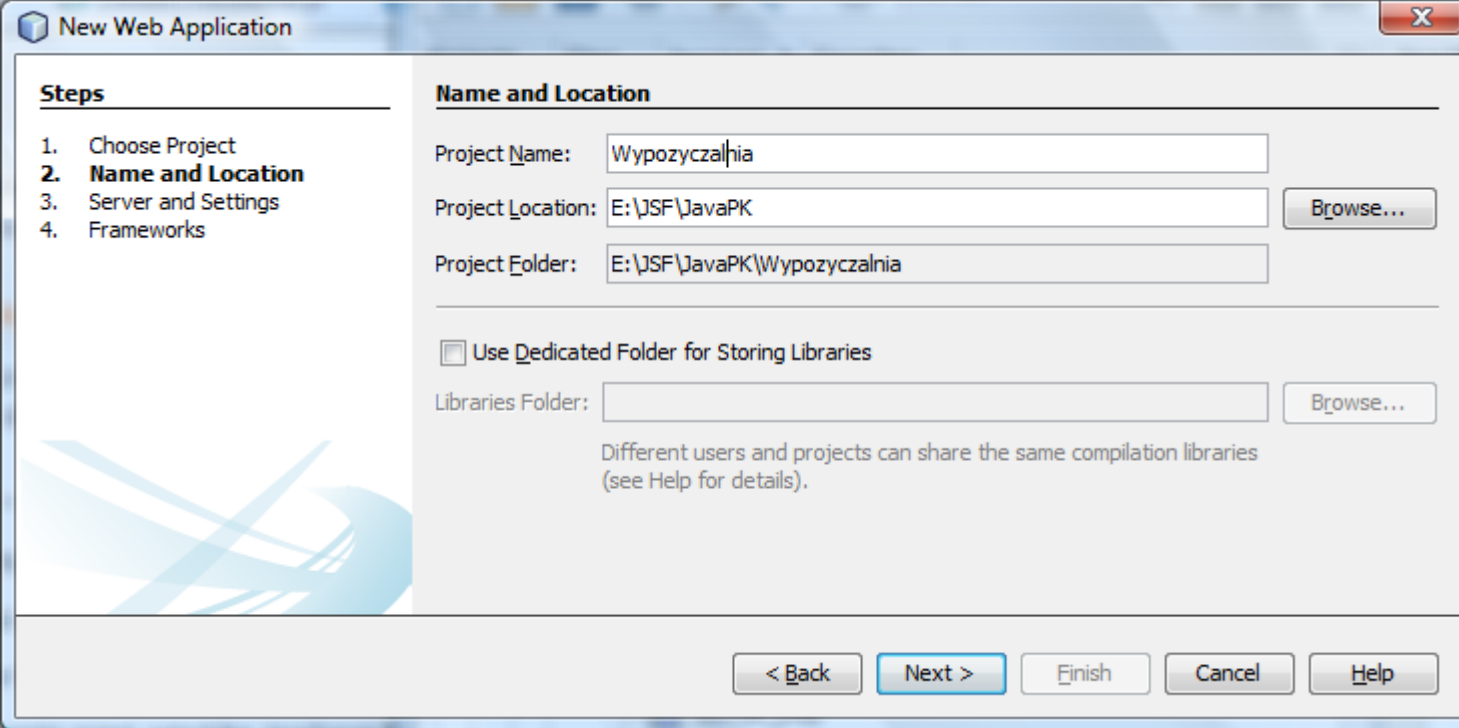 New Web Application
Steps
1. Choose Project
2. Name and Location
3. Server and Settings
4. Frameworks
Name and Location
Project Name: Wypozyczalnia
Project Location: E:\JSF\JavaPK Browse...
Project Folder: E:\JSF\JavaPK\Wypozyczalnia
Use Dedicated Folder for Storing Libraries
Libraries Folder: Browse...
Different users and projects can share the same compilation libraries
(see Help for details).
< Back Next > Finish Cancel Help